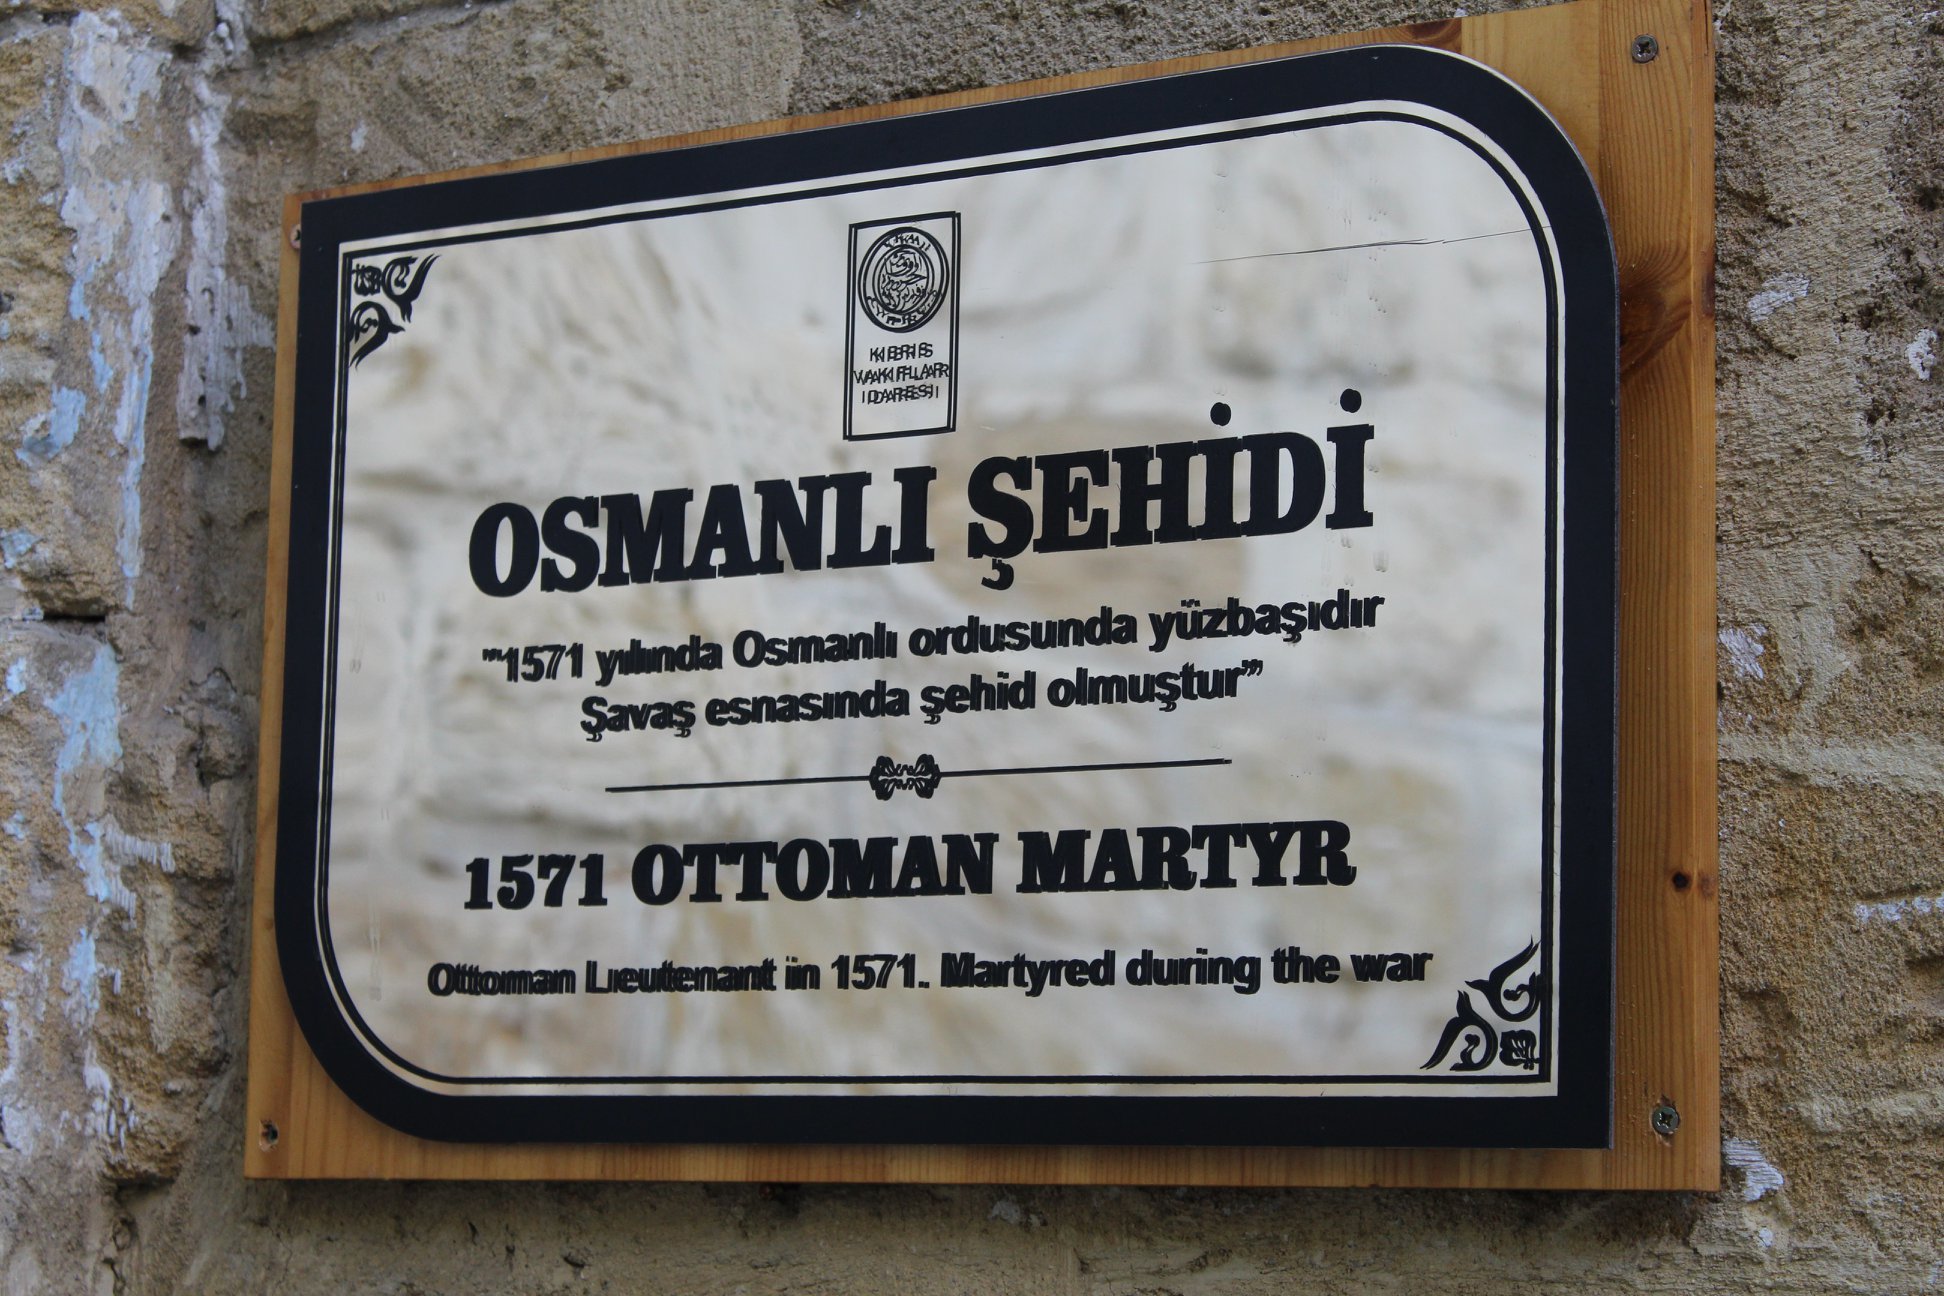 KIBRIS
VAKIFLAR
İDARESİ
OSMANLI ŞEHİDİ
"1571 yılında Osmanlı ordusunda yüzbaşıdır
Şavaş esnasında şehid olmuştur"
1571 OTTOMAN MARTYR
Ottoman Lieutenant in 1571. Martyred during the war